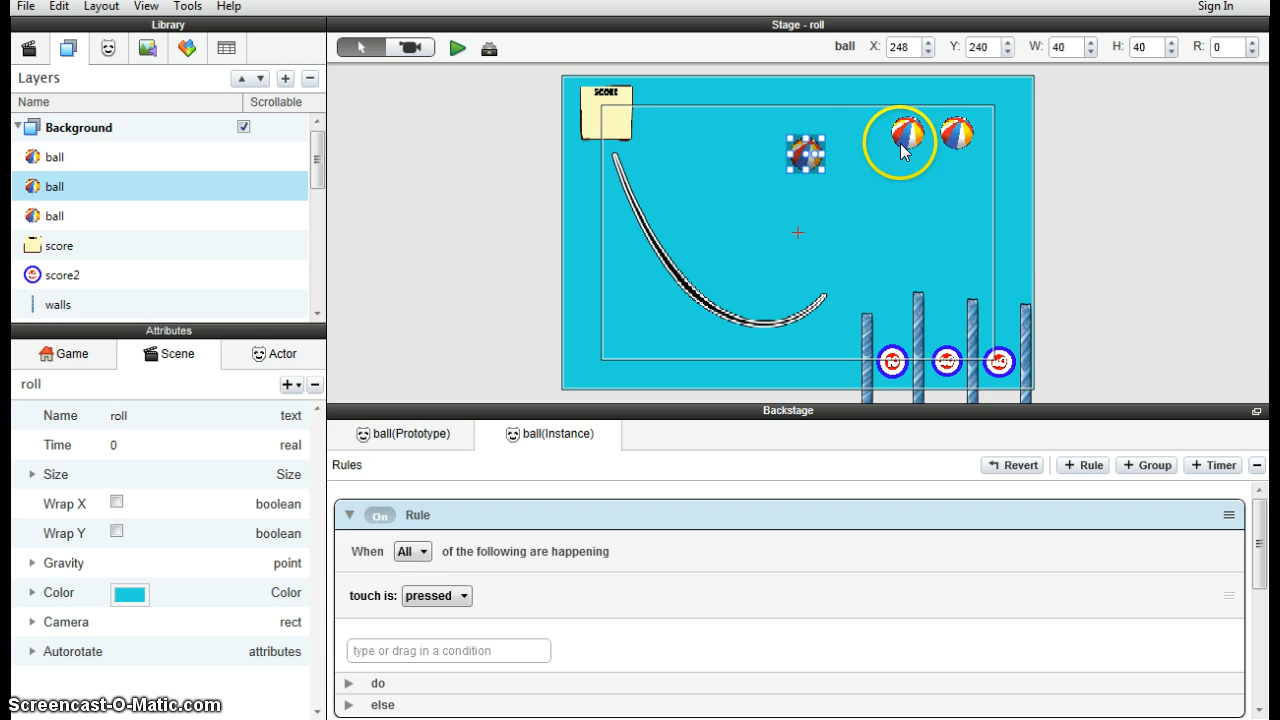 File Edit Layout View Tools Help Sign In
Library Stage - roll
ball X: 248 Y: 240 W: 40 H: 40 R: 0
Layers
Name Scrollable
Background
ball
ball
ball
score
score2
walls
SCORE
Attributes
Game Scene Actor
roll
Name roll text
Time 0 real
Size Size
Wrap X boolean
Wrap Y boolean
Gravity point
Color Color
Camera rect
Autorotate attributes
Backstage
ball(Prototype) ball(Instance)
Rules Revert + Rule + Group + Timer
On Rule
When All of the following are happening
touch is: pressed
type or drag in a condition
do
else
Screencast-O-Matic.com